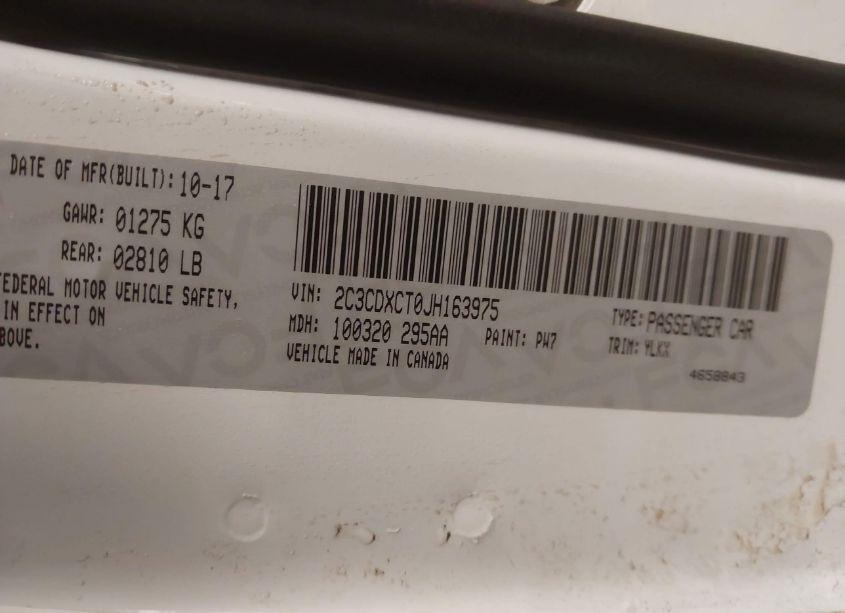 DATE OF MFR(BUILT): 10-17
GAWR: 01275 KG
REAR: 02810 LB
FEDERAL MOTOR VEHICLE SAFETY,
IN EFFECT ON
BOVE.
VIN: 2C3CDXCT0JH163975
MDH: 100320 295AA PAINT: PW7
VEHICLE MADE IN CANADA
TYPE: PASSENGER CAR
TRIM: YLKX
4658843